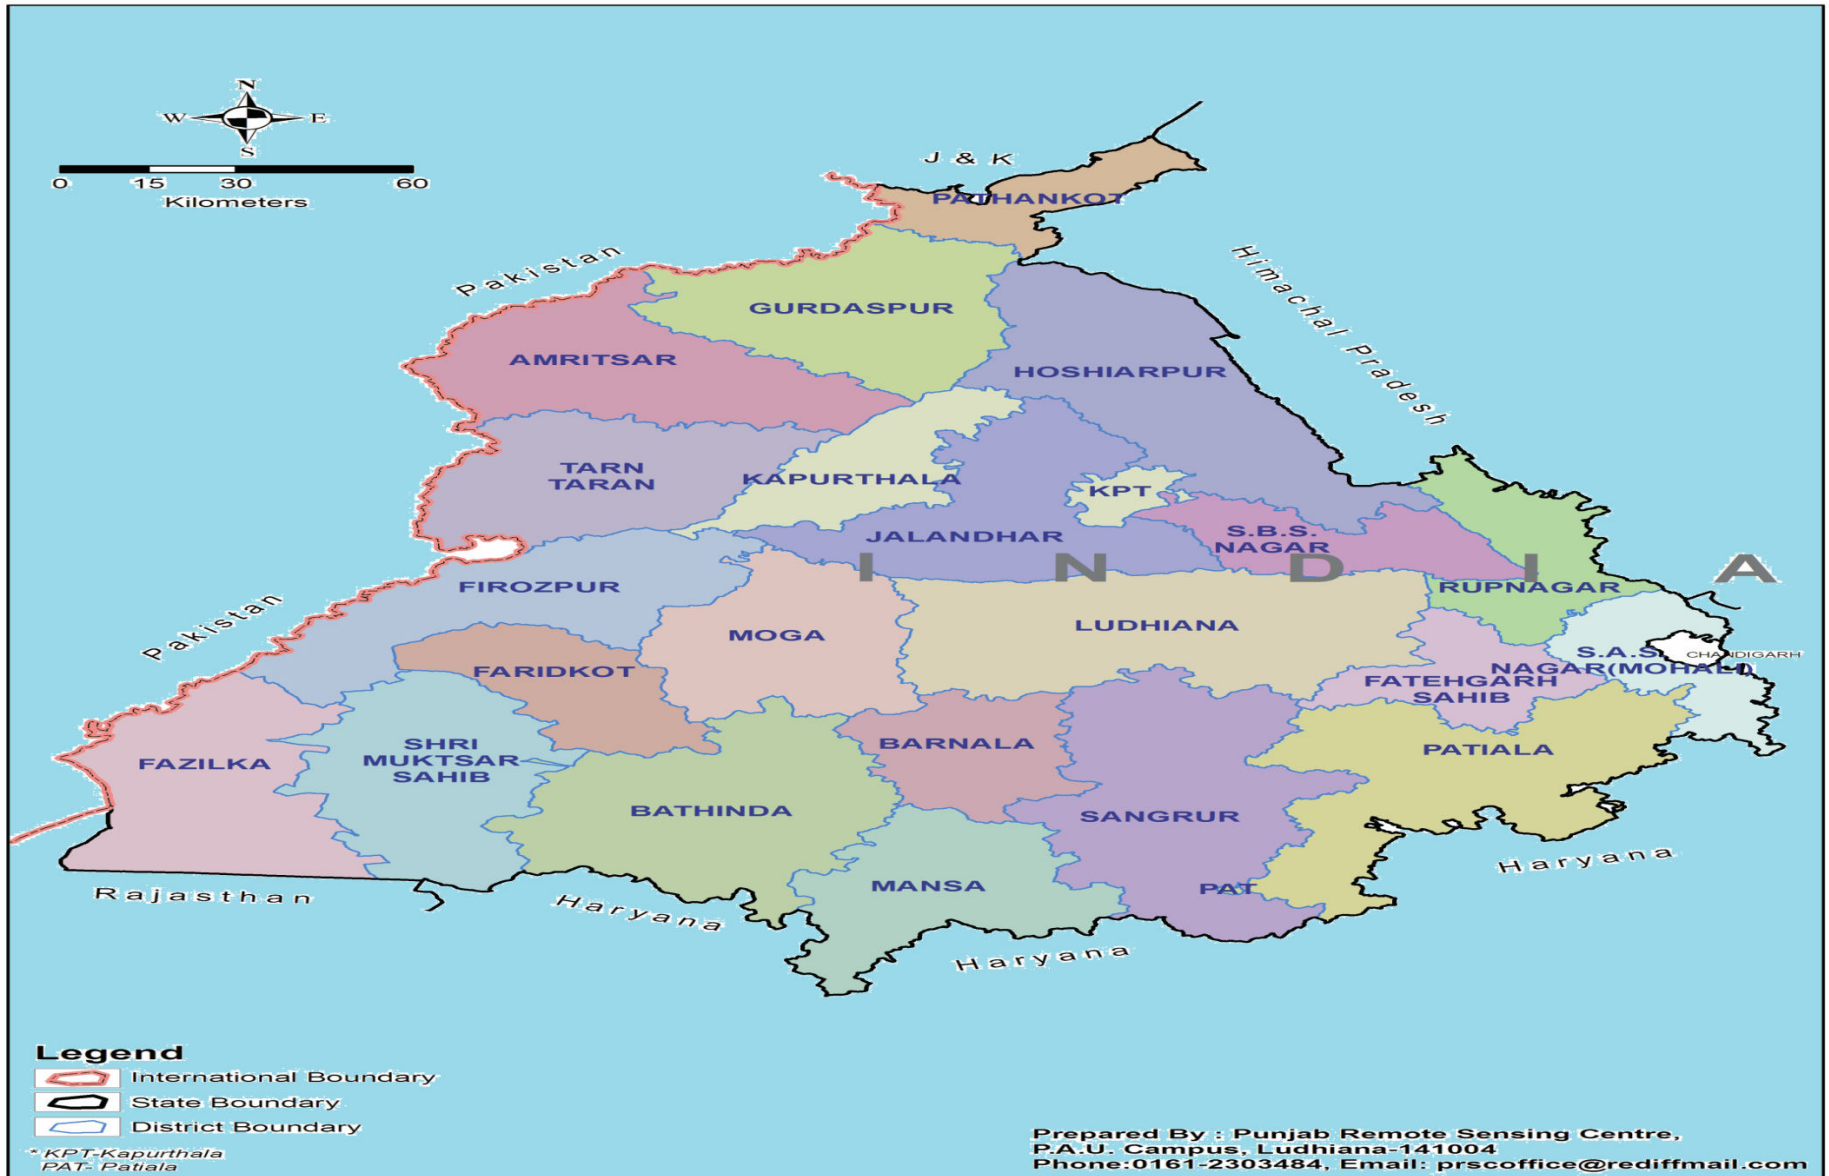 N
W E
S
0 15 30 60
Kilometers
J & K
PATHANKOT
Pakistan
Himachal Pradesh
GURDASPUR
AMRITSAR
HOSHIARPUR
TARN
TARAN
KAPURTHALA
KPT
JALANDHAR
S.B.S.
NAGAR
I N D I A
FIROZPUR
RUPNAGAR
Pakistan
MOGA
LUDHIANA
FARIDKOT
S.A.S.
NAGAR(MOHALI)
CHANDIGARH
FATEHGARH
SAHIB
FAZILKA
SHRI
MUKTSAR
SAHIB
BARNALA
PATIALA
BATHINDA
SANGRUR
MANSA
PAT
Rajasthan
Haryana
Haryana
Haryana
Legend
International Boundary
State Boundary
District Boundary
* KPT-Kapurthala
PAT- Patiala
Prepared By : Punjab Remote Sensing Centre,
P.A.U. Campus, Ludhiana-141004
Phone:0161-2303484, Email: prscoffice@rediffmail.com